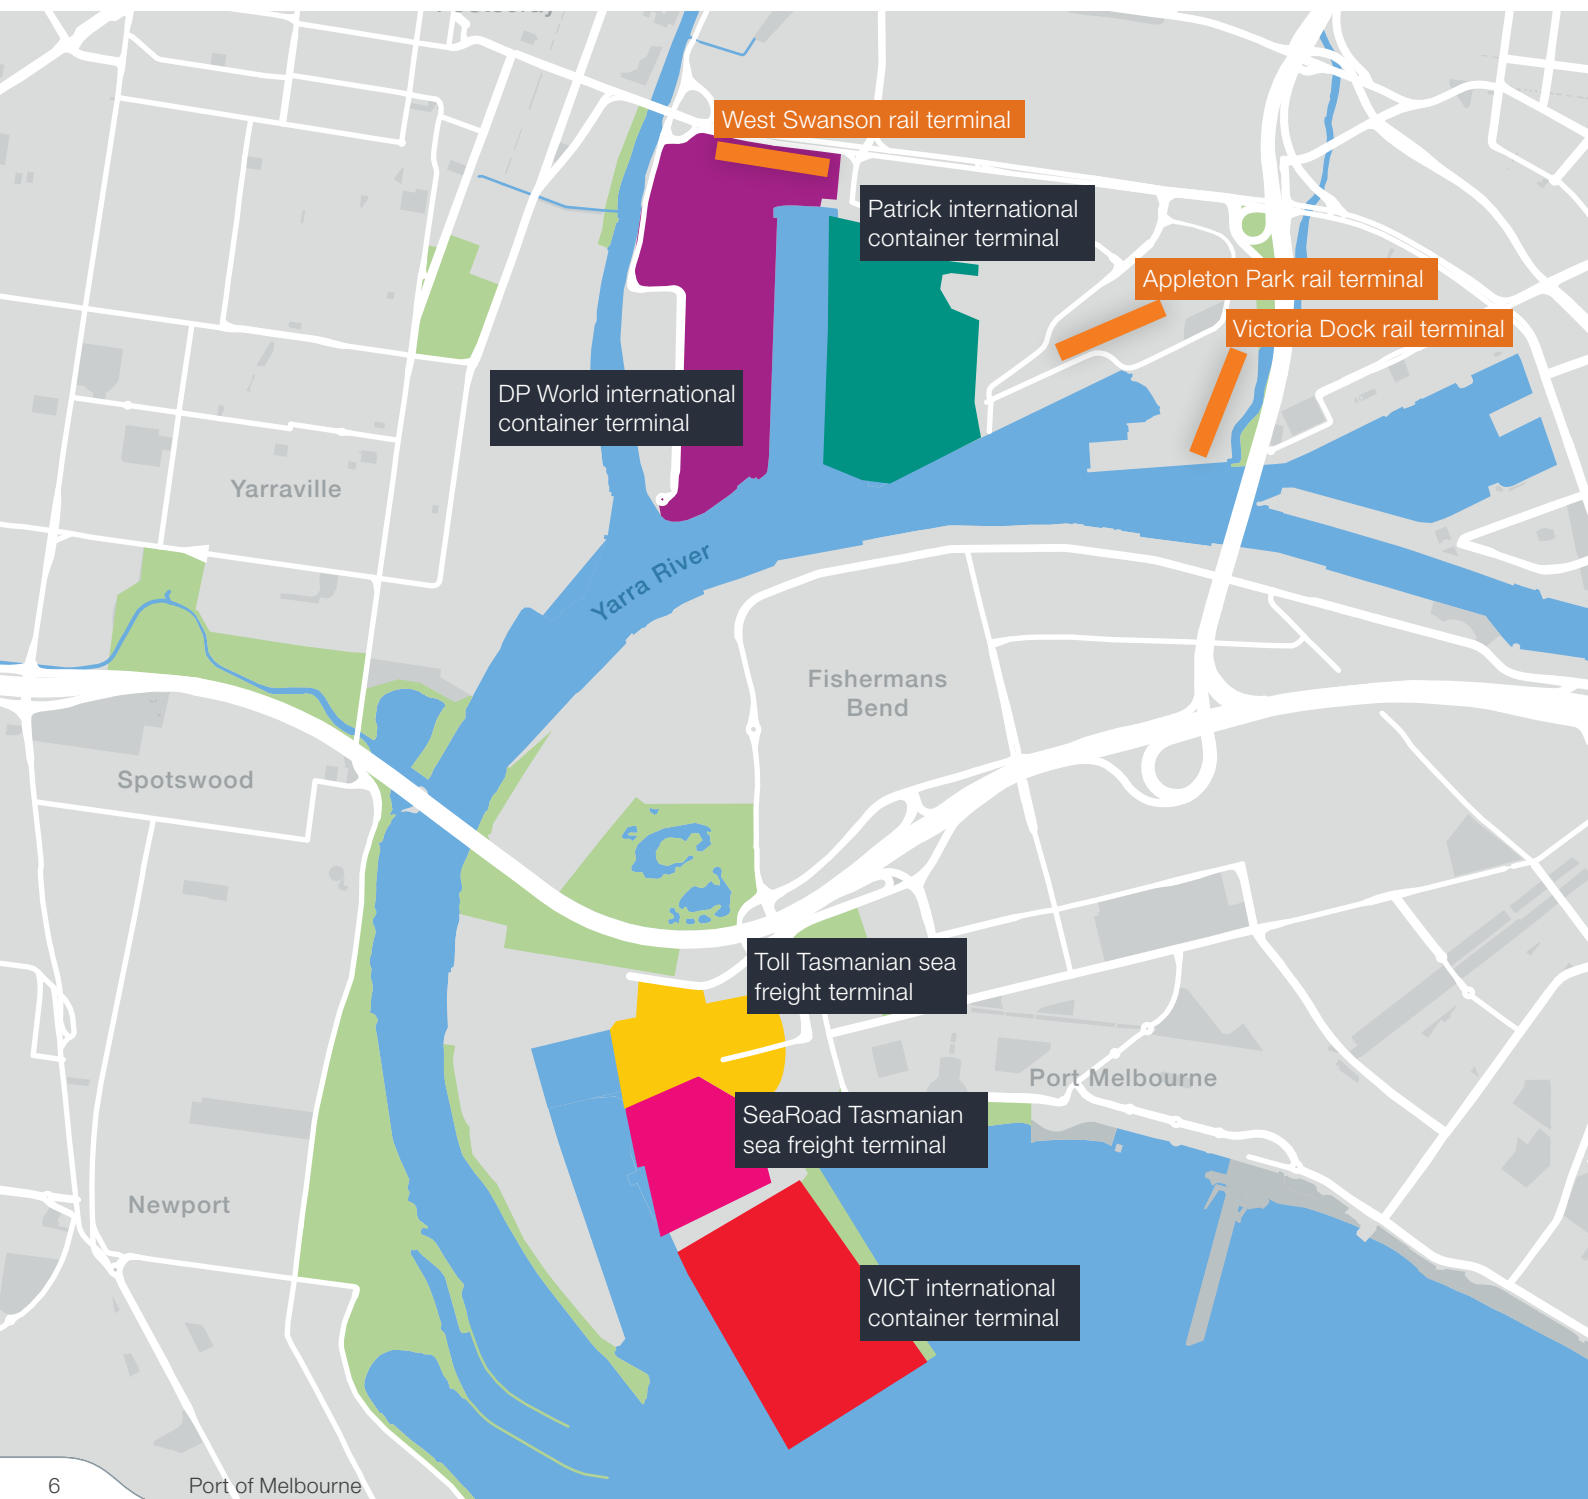 West Swanson rail terminal
Patrick international
container terminal
Appleton Park rail terminal
Victoria Dock rail terminal
DP World international
container terminal
Yarraville
Yarra River
Fishermans
Bend
Spotswood
Toll Tasmanian sea
freight terminal
Port Melbourne
SeaRoad Tasmanian
sea freight terminal
Newport
VICT international
container terminal
6
Port of Melbourne